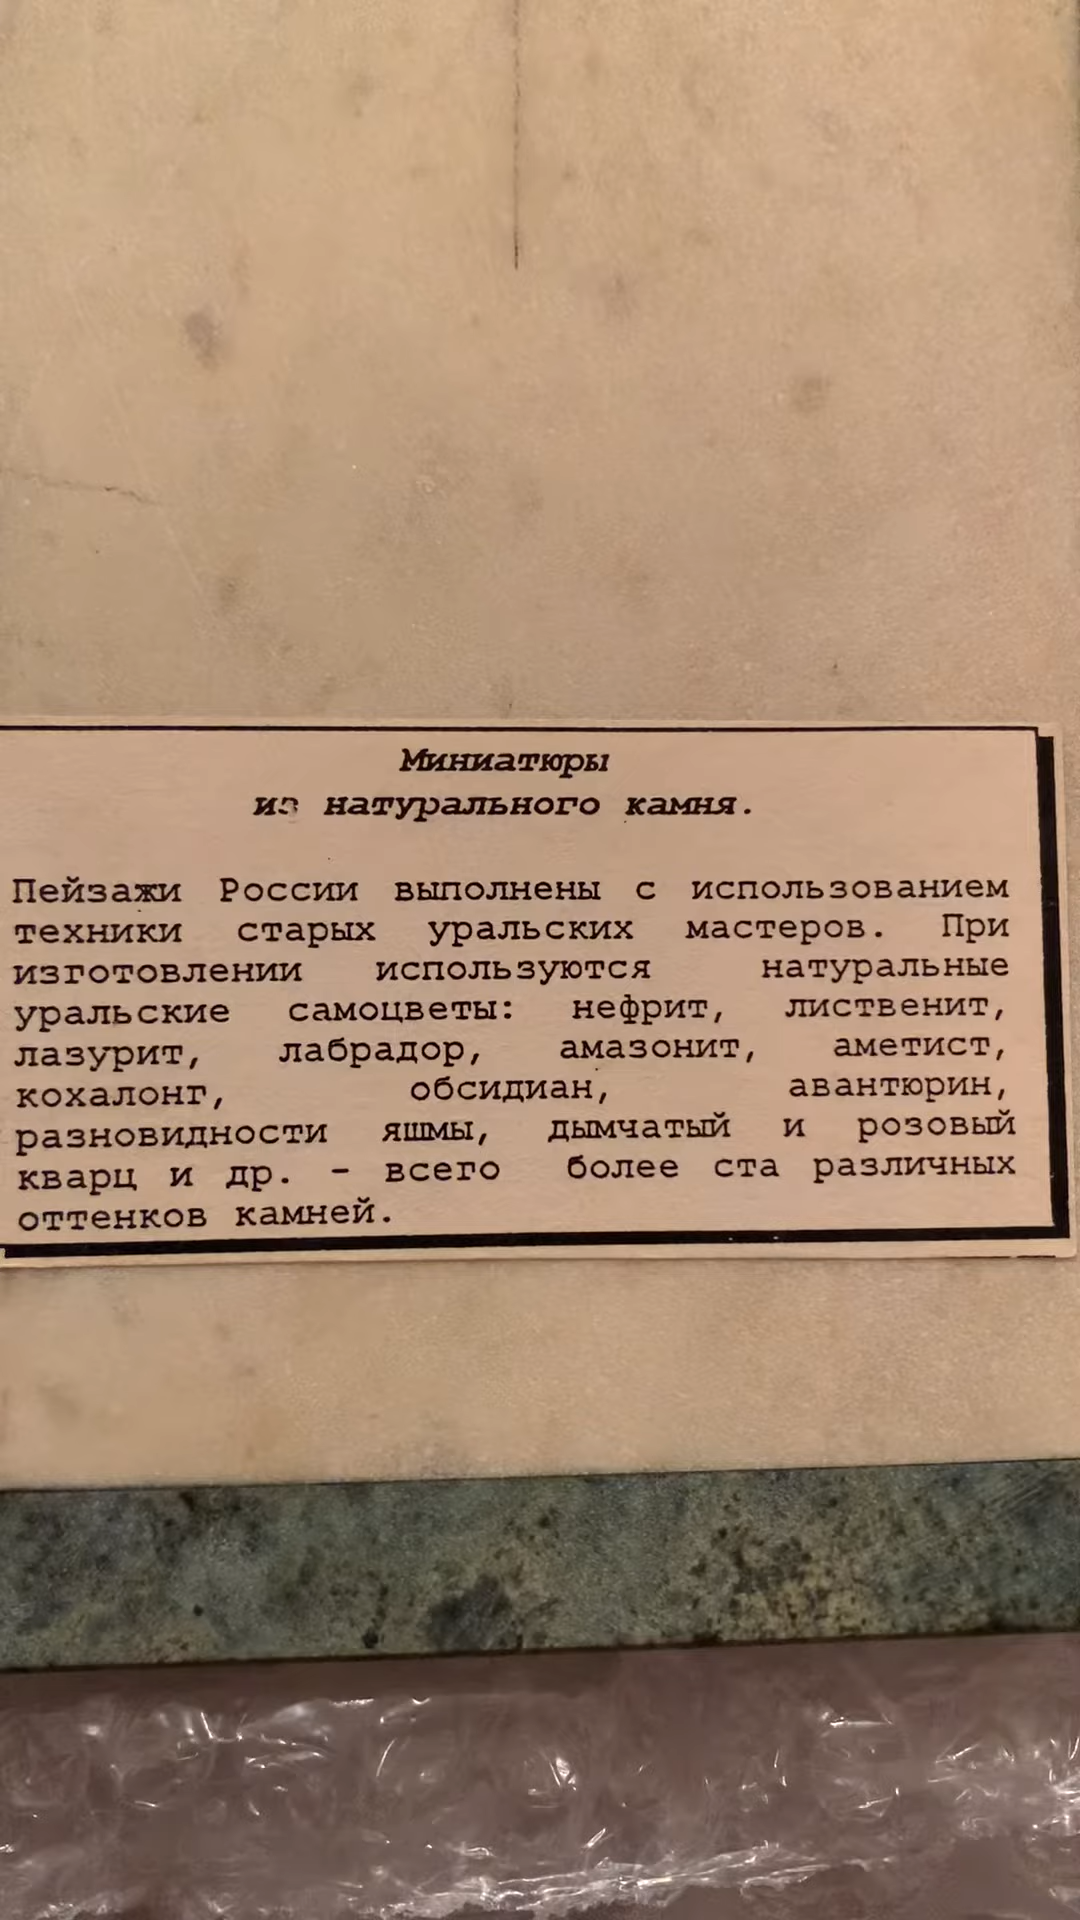 Миниатюры
из натурального камня.
Пейзажи России выполнены с использованием
техники старых уральских мастеров. При
изготовлении используются натуральные
уральские самоцветы: нефрит, лиственит,
лазурит, лабрадор, амазонит, аметист,
кохалонг, обсидиан, авантюрин,
разновидности яшмы, дымчатый и розовый
кварц и др. - всего более ста различных
оттенков камней.